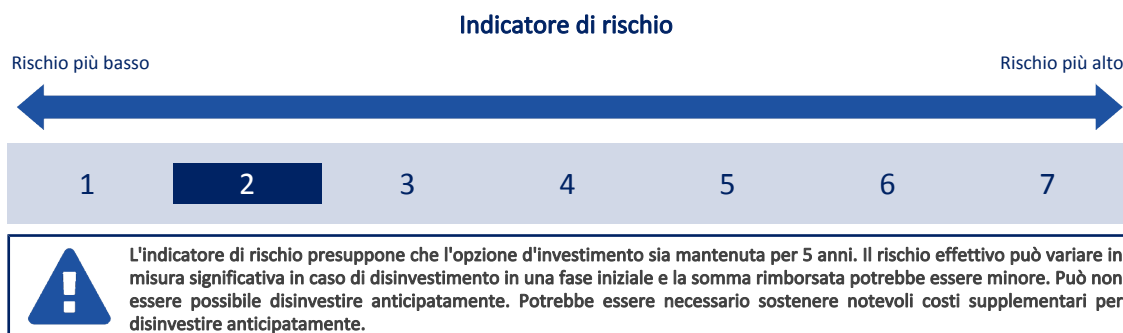 Indicatore di rischio
Rischio più basso
Rischio più alto
1 2 3 4 5 6 7
L'indicatore di rischio presuppone che l'opzione d'investimento sia mantenuta per 5 anni. Il rischio effettivo può variare in
misura significativa in caso di disinvestimento in una fase iniziale e la somma rimborsata potrebbe essere minore. Può non
essere possibile disinvestire anticipatamente. Potrebbe essere necessario sostenere notevoli costi supplementari per
disinvestire anticipatamente.